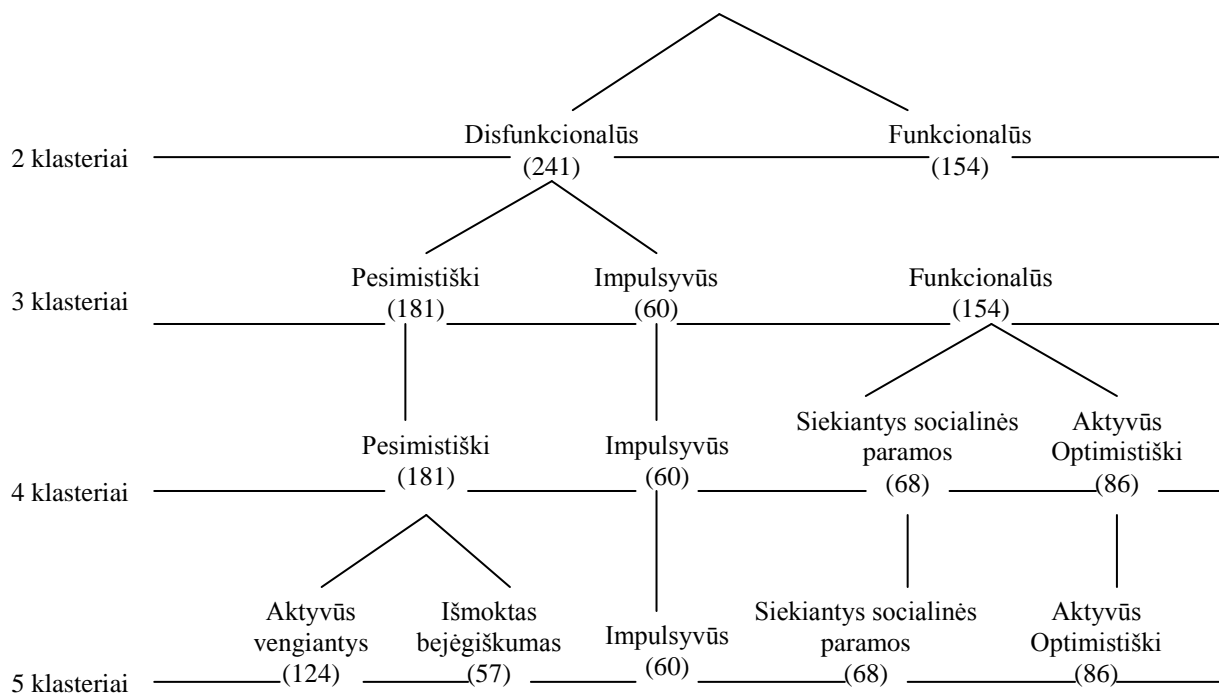 Disfunkcionalūs Funkcionalūs
2 klasteriai
(241) (154)
Pesimistiški Impulsyvūs Funkcionalūs
3 klasteriai
(181) (60) (154)
Siekiantys socialinės Aktyvūs
Pesimistiški Impulsyvūs paramos Optimistiški
(181) (60) (68) (86)
4 klasteriai
Aktyvūs Išmoktas Siekiantys socialinės Aktyvūs
vengiantys bejėgiškumas Impulsyvūs paramos Optimistiški
(124) (57) (60) (68) (86)
5 klasteriai